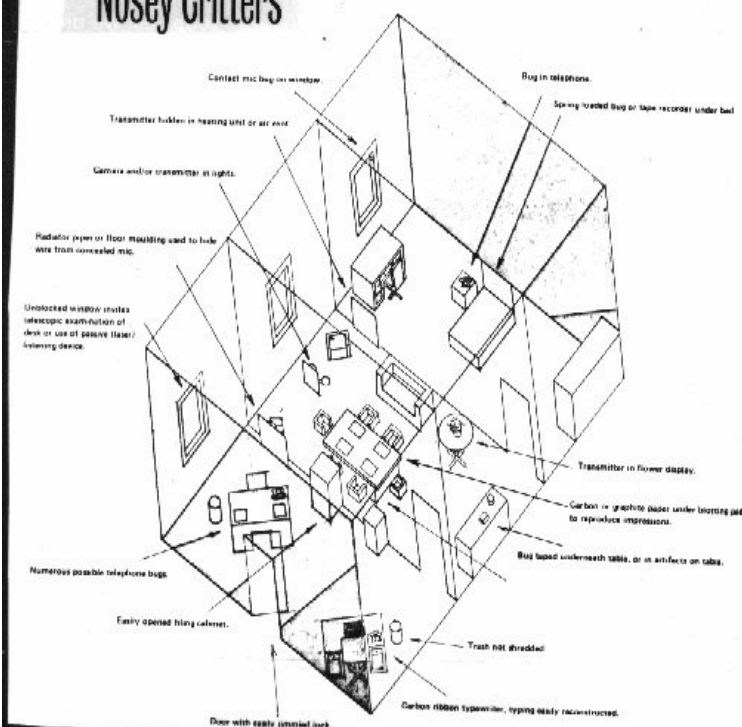 Nosey Critters
Contact mic bug on window.
Bug in telephone.
Spring-loaded bug or tape recorder under bed
Transmitter hidden in heating unit or air vent
Camera and/or transmitter in lights.
Radiator pipes or floor moulding used to hide
wire from concealed mic.
Unblocked window invites
telescopic examination of
desk or use of passive (laser)
listening device.
Transmitter in flower display.
Carbon or graphite paper under blotting pad
to reproduce impressions.
Bug taped underneath table, or in artifacts on table.
Numerous possible telephone bugs.
Easily opened filing cabinet.
Trash not shredded
Carbon ribbon typewriter, typing easily reconstructed.
Door with easily jimmied lock.